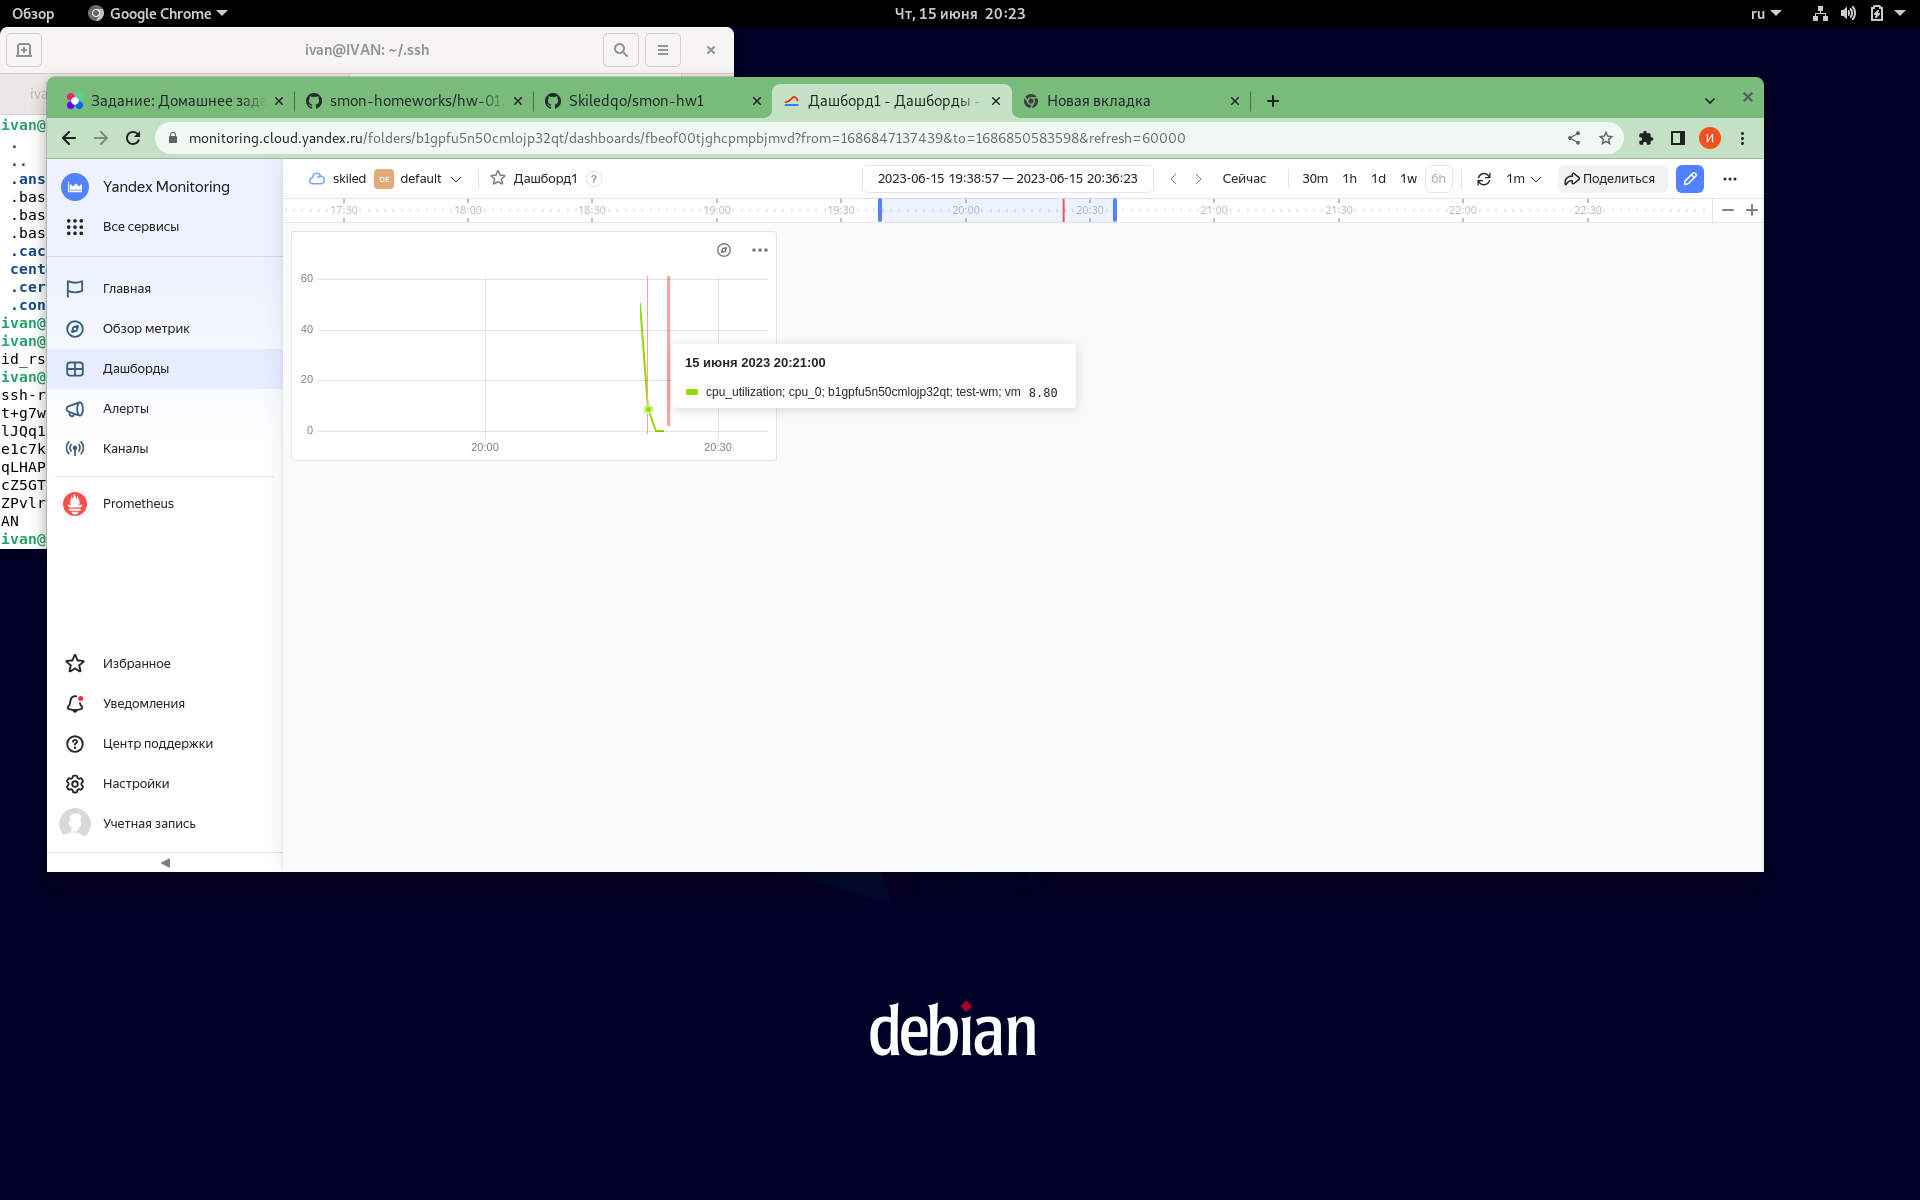 Обзор
Google Chrome
Чт, 15 июня 20:23
ru
ivan@IVAN: ~/.ssh
Задание: Домашнее зад
smon-homeworks/hw-01
Skiledqo/smon-hw1
Дашборд1 - Дашборды -
Новая вкладка
monitoring.cloud.yandex.ru/folders/b1gpfu5n50cmlojp32qt/dashboards/fbeof00tjghcpmpbjmvd?from=1686847137439&to=1686850583598&refresh=60000
И
ivan@
.
..
.ans
.bas
.bas
.bas
.cac
cent
.cer
.con
ivan@
ivan@
id_rs
ivan@
ssh-r
t+g7w
lJQq1
e1c7k
qLHAP
cZ5GT
ZPvlr
AN
ivan@
Yandex Monitoring
Все сервисы
Главная
Обзор метрик
Дашборды
Алерты
Каналы
Prometheus
Избранное
Уведомления
Центр поддержки
Настройки
Учетная запись
skiled
DE
default
Дашборд1
?
2023-06-15 19:38:57 — 2023-06-15 20:36:23
Сейчас
30m 1h 1d 1w 6h
1m
Поделиться
17:30 18:00 18:30 19:00 19:30 20:00 20:30 21:00 21:30 22:00 22:30
60
40
20
0
20:00 20:30
15 июня 2023 20:21:00
cpu_utilization; cpu_0; b1gpfu5n50cmlojp32qt; test-wm; vm 8.80
debian